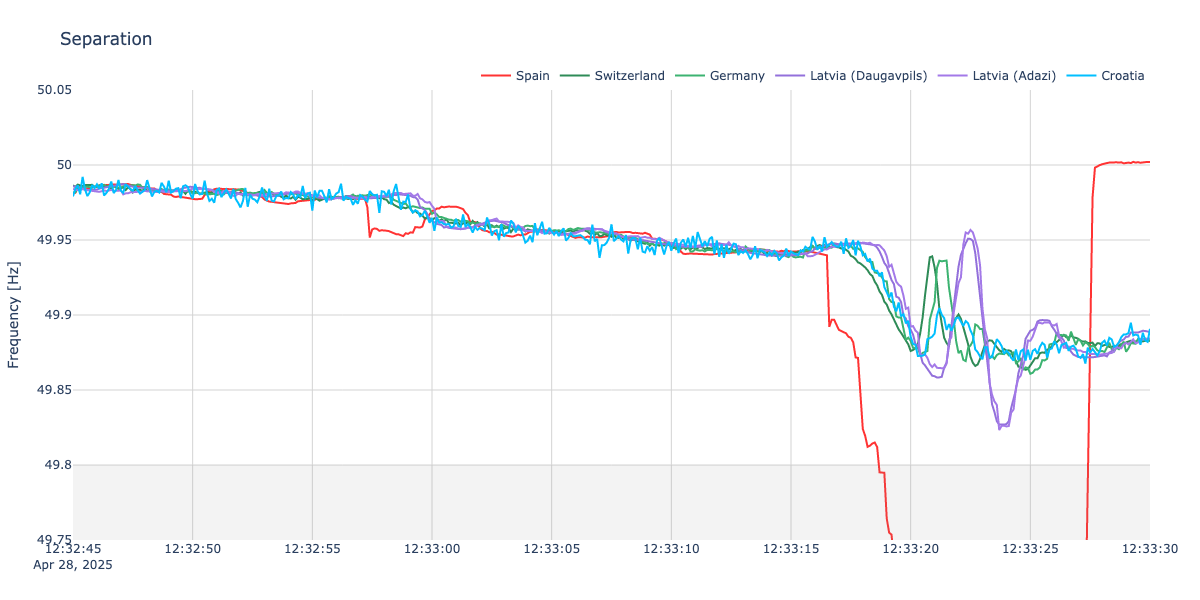 Separation
Spain Switzerland Germany Latvia (Daugavpils) Latvia (Adazi) Croatia
50.05
50
49.95
49.9
49.85
49.8
49.75
Frequency [Hz]
12:32:45 12:32:50 12:32:55 12:33:00 12:33:05 12:33:10 12:33:15 12:33:20 12:33:25 12:33:30
Apr 28, 2025